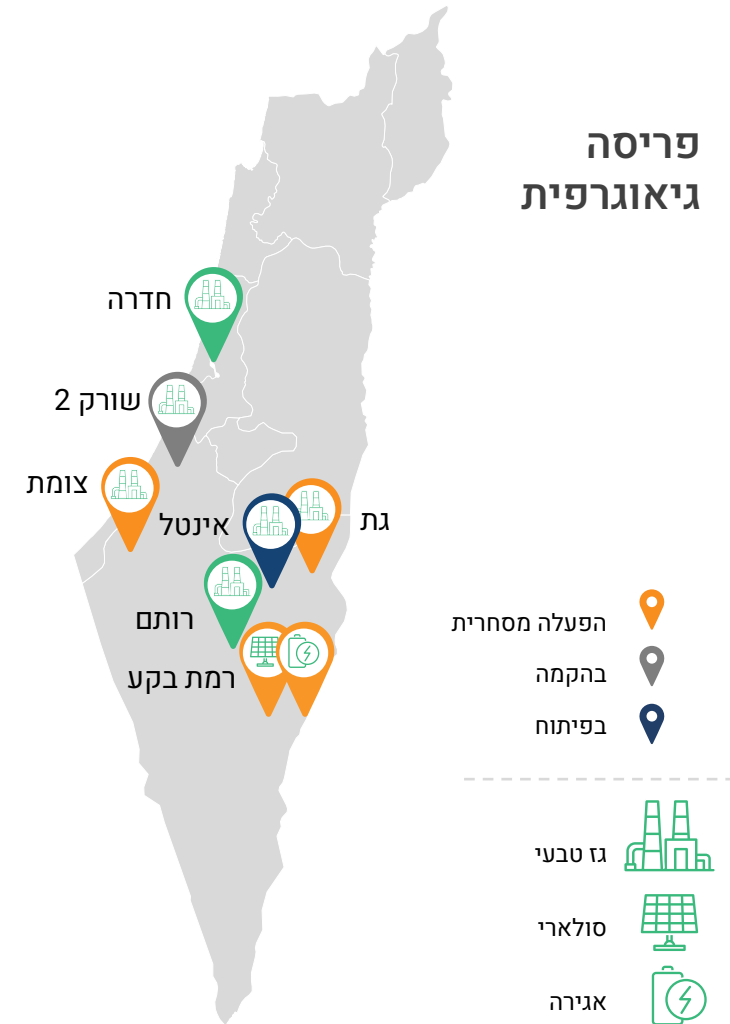 פריסה
גיאוגרפית
חדרה
שורק 2
צומת
אינטל
גת
רותם
רמת בקע
הפעלה מסחרית
בהקמה
בפיתוח
גז טבעי
סולארי
אגירה